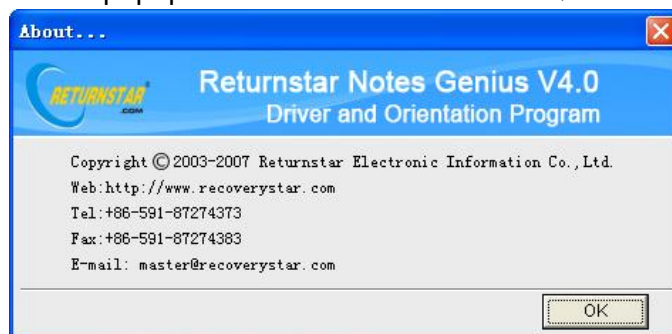 About...
RETURNSTAR
.COM
Returnstar Notes Genius V4.0
Driver and Orientation Program
Copyright © 2003-2007 Returnstar Electronic Information Co.,Ltd.
Web:http://www.recoverystar.com
Tel:+86-591-87274373
Fax:+86-591-87274383
E-mail: master@recoverystar.com
OK